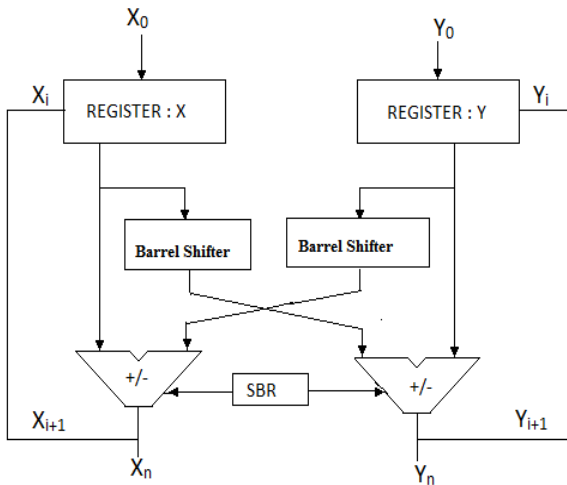 X0
Y0
Xi
REGISTER : X
REGISTER : Y
Yi
Barrel Shifter
Barrel Shifter
+/-
SBR
+/-
Xi+1
Yi+1
Xn
Yn